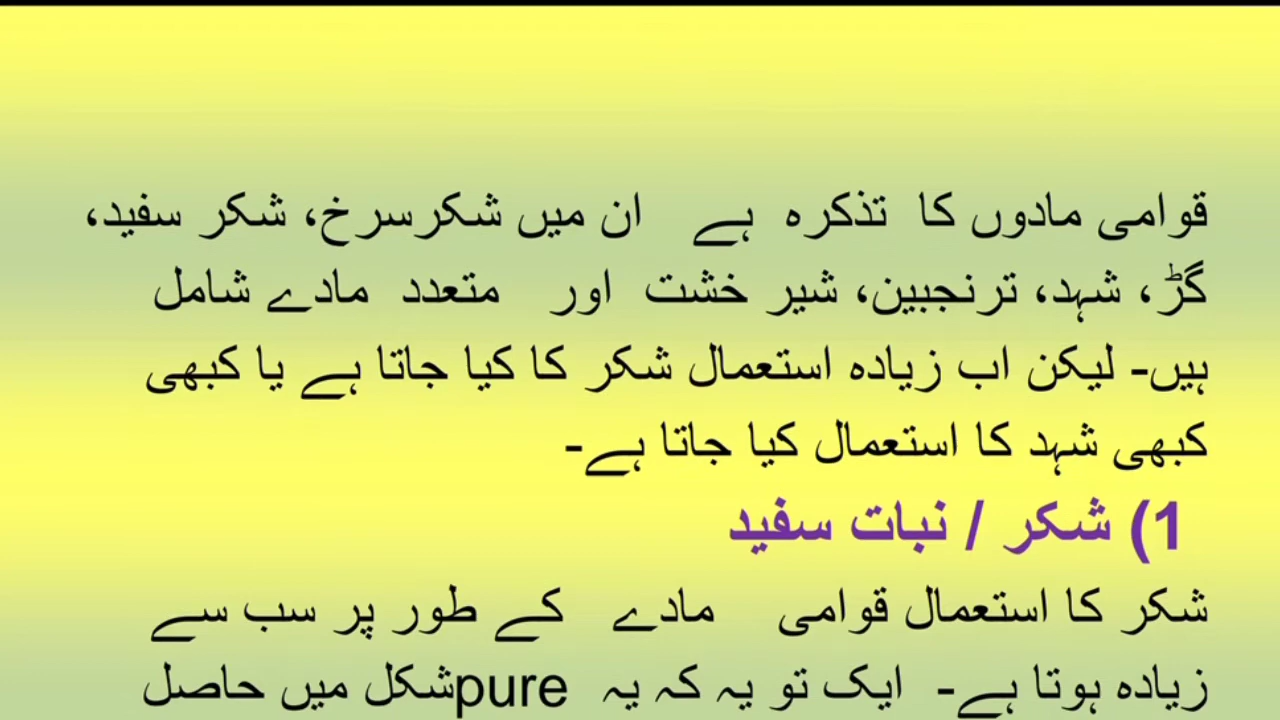 قوامی مادوں کا تذکرہ ہے ان میں شکرسرخ، شکر سفید،
گڑ، شہد، ترنجبین، شیر خشت اور متعدد مادے شامل
ہیں- لیکن اب زیادہ استعمال شکر کا کیا جاتا ہے یا کبھی
کبھی شہد کا استعمال کیا جاتا ہے-
1) شکر / نبات سفید
شکر کا استعمال قوامی مادے کے طور پر سب سے
زیادہ ہوتا ہے- ایک تو یہ کہ یہ pureشکل میں حاصل